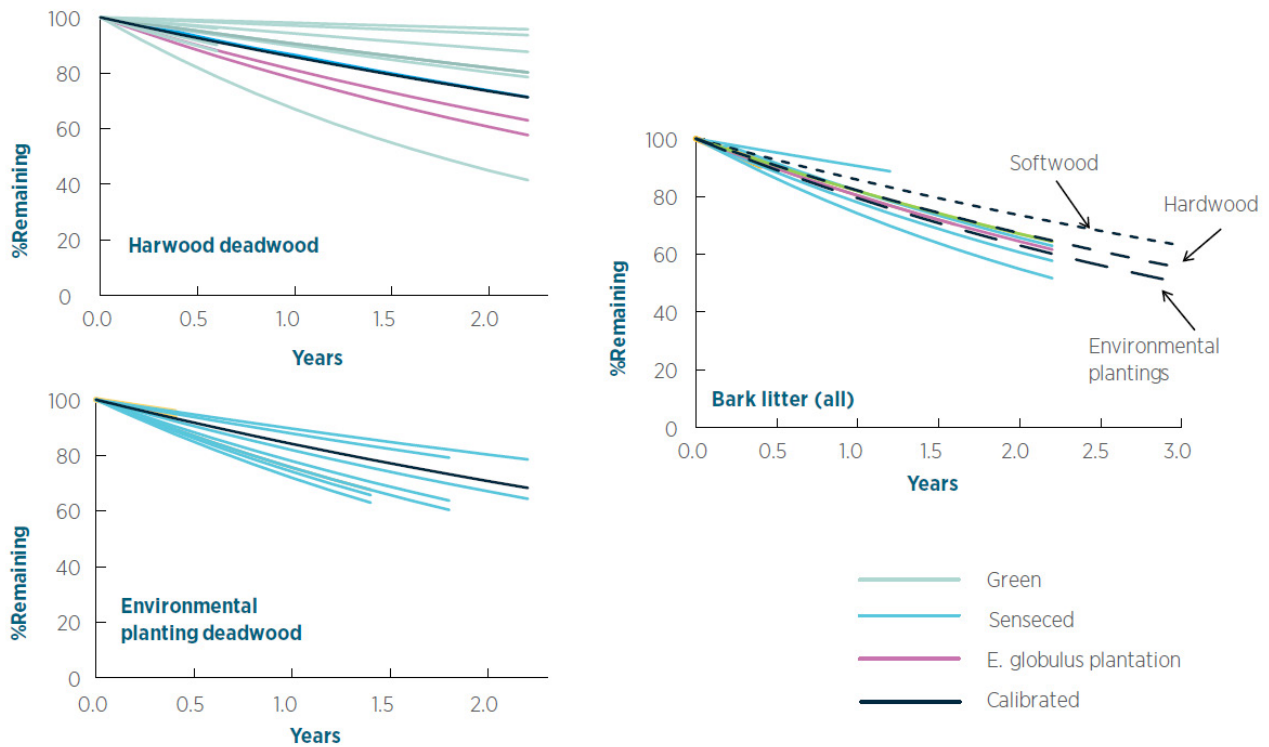 100
80
60
40
20
0
%Remaining
Harwood deadwood
0.0 0.5 1.0 1.5 2.0
Years
100
80
60
40
20
0
%Remaining
Environmental
planting deadwood
0.0 0.5 1.0 1.5 2.0
Years
100
80
60
40
20
0
%Remaining
Softwood
Hardwood
Environmental
plantings
Bark litter (all)
0.0 0.5 1.0 1.5 2.0 2.5 3.0
Years
Green
Senseced
E. globulus plantation
Calibrated